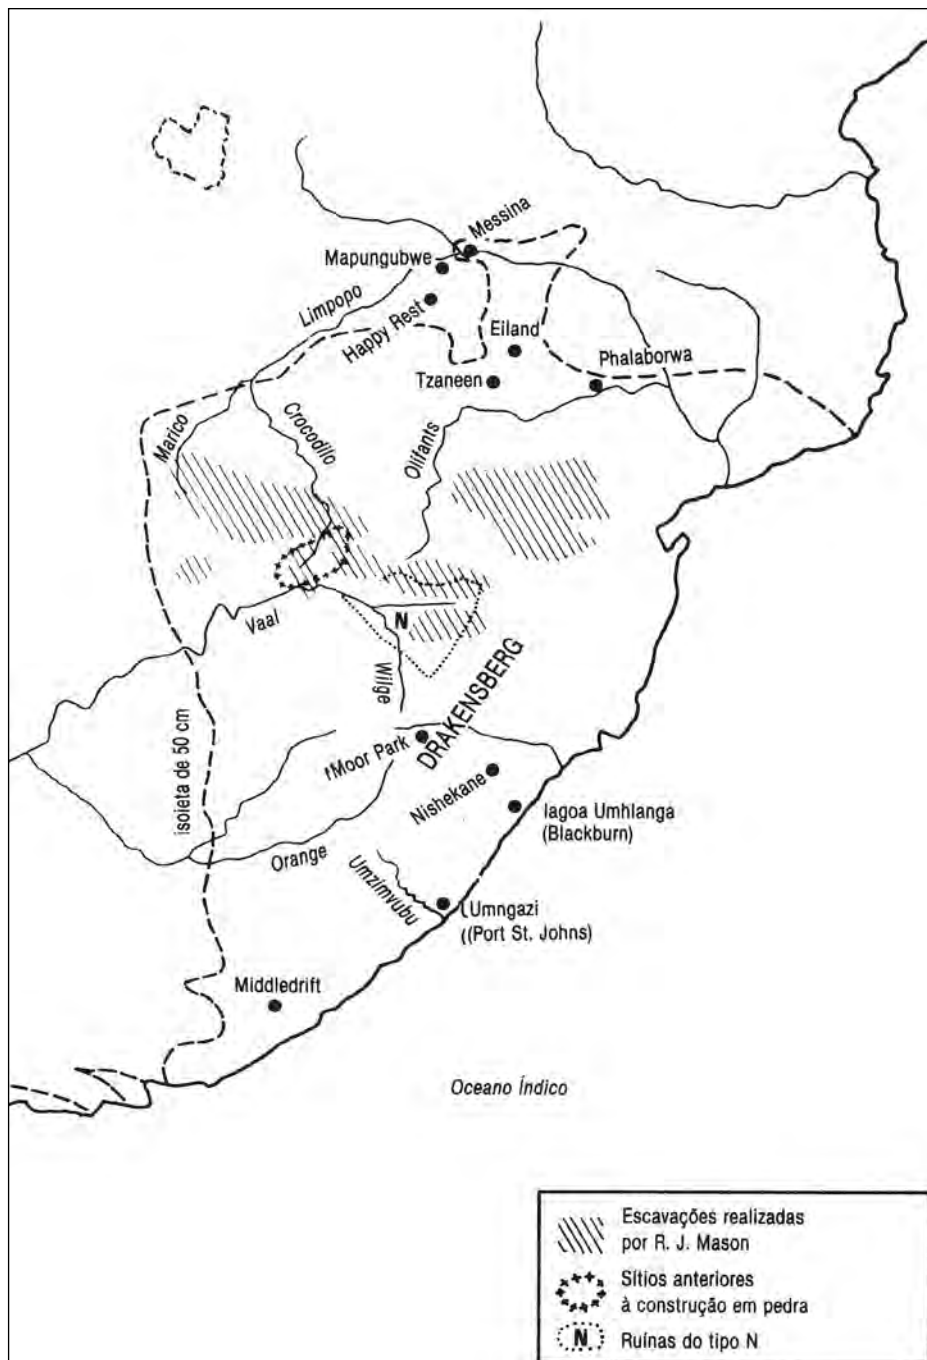 Messina
Mapungubwe
Limpopo
Happy Rest
Eiland
Phalaborwa
Tzaneen
Marico
Crocodilo
Olifants
Vaal
N
Wilge
DRAKENSBERG
isoieta de 50 cm
Moor Park
Nishekane
lagoa Umhlanga
(Blackburn)
Orange
Umzimvubu
Umngazi
((Port St. Johns)
Middledrift
Oceano Índico
Escavações realizadas
por R. J. Mason
Sítios anteriores
à construção em pedra
N
Ruínas do tipo N